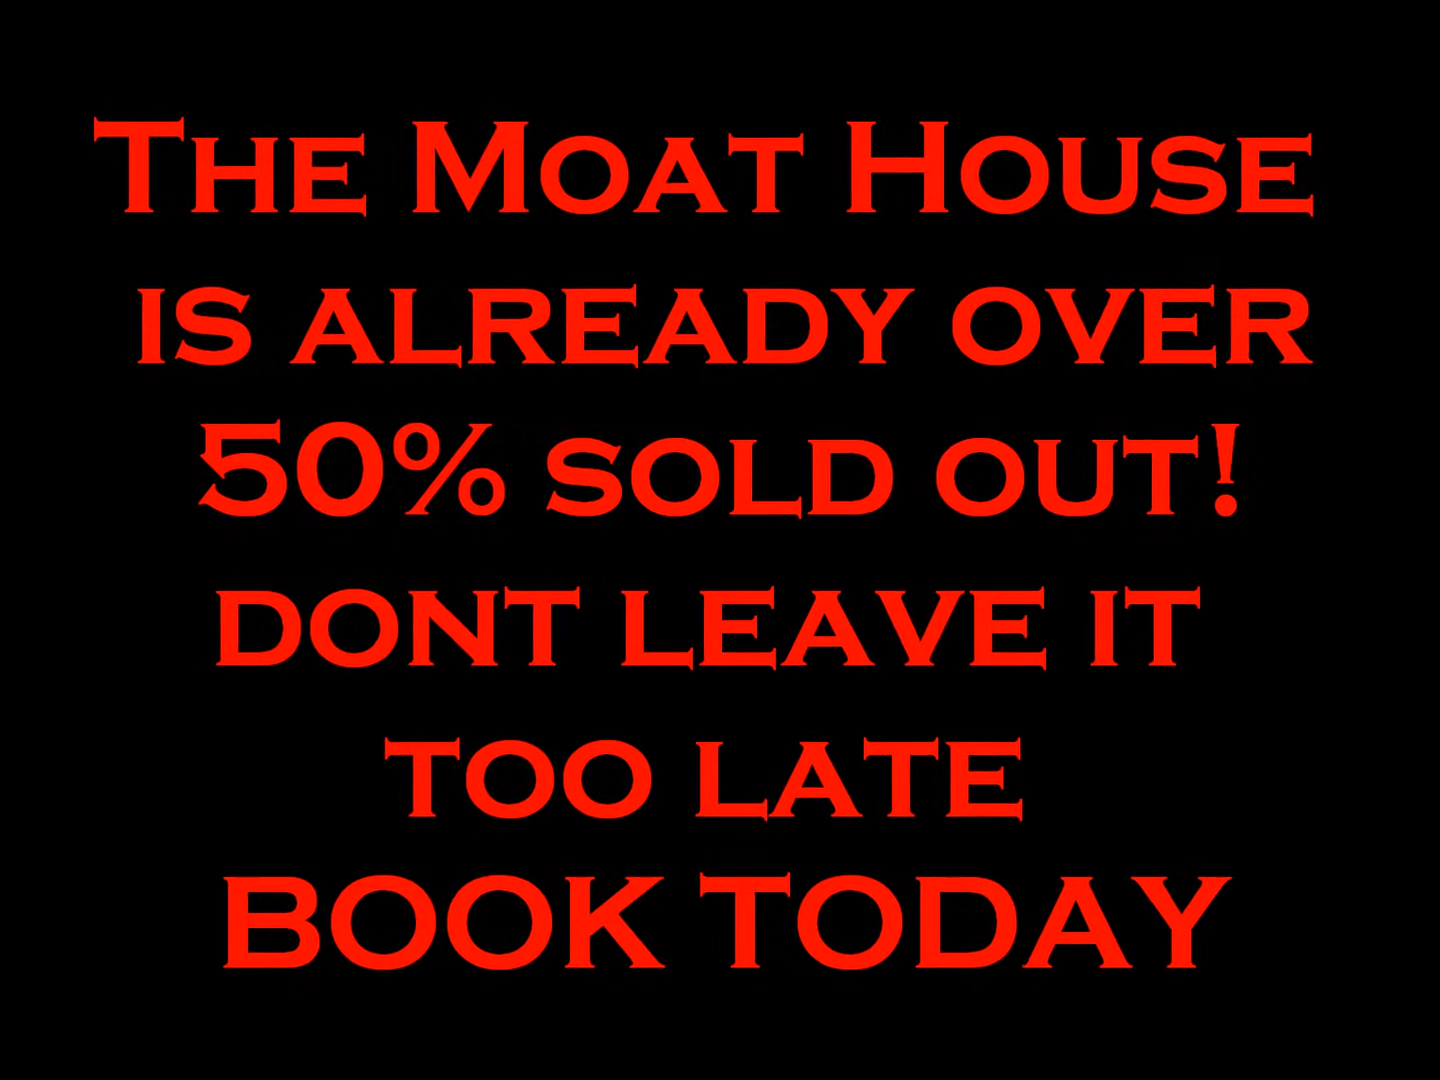 The Moat House
is already over
50% sold out!
dont leave it
too late
BOOK TODAY